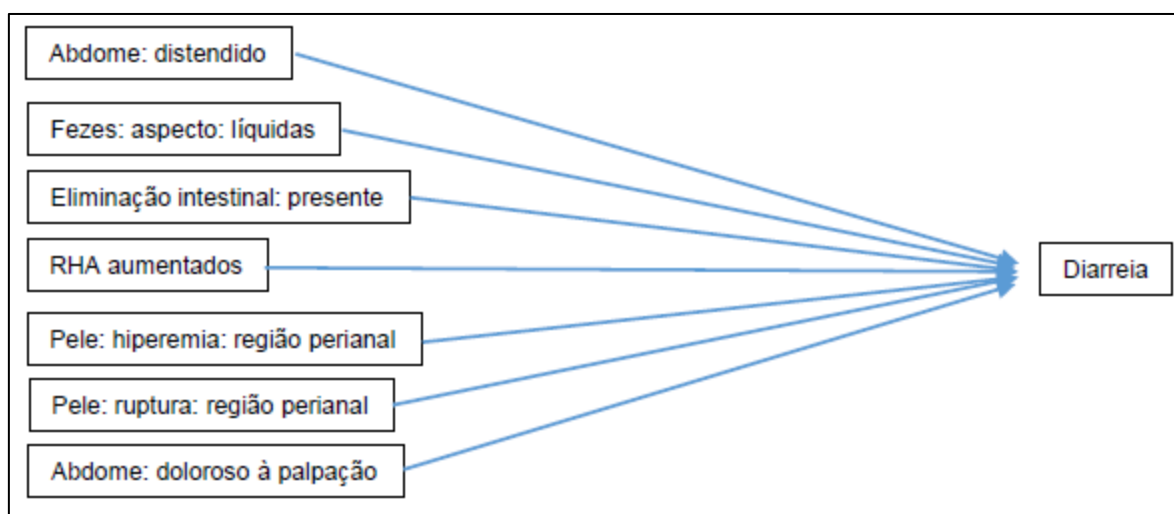 Abdome: distendido
Fezes: aspecto: líquidas
Eliminação intestinal: presente
RHA aumentados
Diarreia
Pele: hiperemia: região perianal
Pele: ruptura: região perianal
Abdome: doloroso à palpação